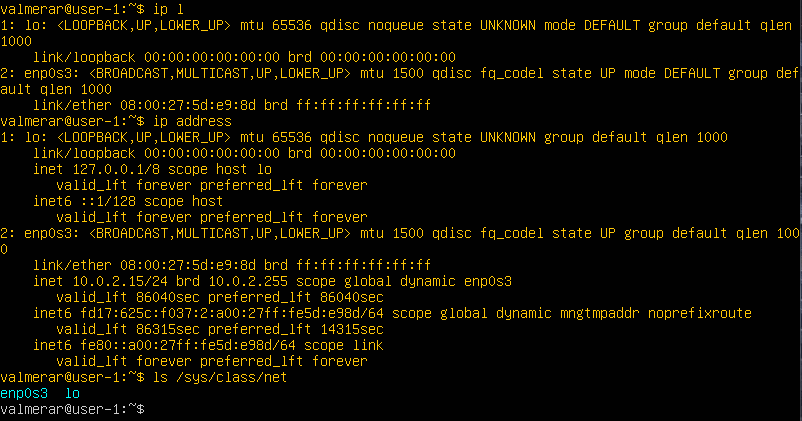 valmerar@user-1:~$ ip l
1: lo: <LOOPBACK,UP,LOWER_UP> mtu 65536 qdisc noqueue state UNKNOWN mode DEFAULT group default qlen
1000
    link/loopback 00:00:00:00:00:00 brd 00:00:00:00:00:00
2: enp0s3: <BROADCAST,MULTICAST,UP,LOWER_UP> mtu 1500 qdisc fq_codel state UP mode DEFAULT group def
ault qlen 1000
    link/ether 08:00:27:5d:e9:8d brd ff:ff:ff:ff:ff:ff
valmerar@user-1:~$ ip address
1: lo: <LOOPBACK,UP,LOWER_UP> mtu 65536 qdisc noqueue state UNKNOWN group default qlen 1000
    link/loopback 00:00:00:00:00:00 brd 00:00:00:00:00:00
    inet 127.0.0.1/8 scope host lo
       valid_lft forever preferred_lft forever
    inet6 ::1/128 scope host
       valid_lft forever preferred_lft forever
2: enp0s3: <BROADCAST,MULTICAST,UP,LOWER_UP> mtu 1500 qdisc fq_codel state UP group default qlen 100
0
    link/ether 08:00:27:5d:e9:8d brd ff:ff:ff:ff:ff:ff
    inet 10.0.2.15/24 brd 10.0.2.255 scope global dynamic enp0s3
       valid_lft 86040sec preferred_lft 86040sec
    inet6 fd17:625c:f037:2:a00:27ff:fe5d:e98d/64 scope global dynamic mngtmpaddr noprefixroute
       valid_lft 86315sec preferred_lft 14315sec
    inet6 fe80::a00:27ff:fe5d:e98d/64 scope link
       valid_lft forever preferred_lft forever
valmerar@user-1:~$ ls /sys/class/net
enp0s3  lo
valmerar@user-1:~$